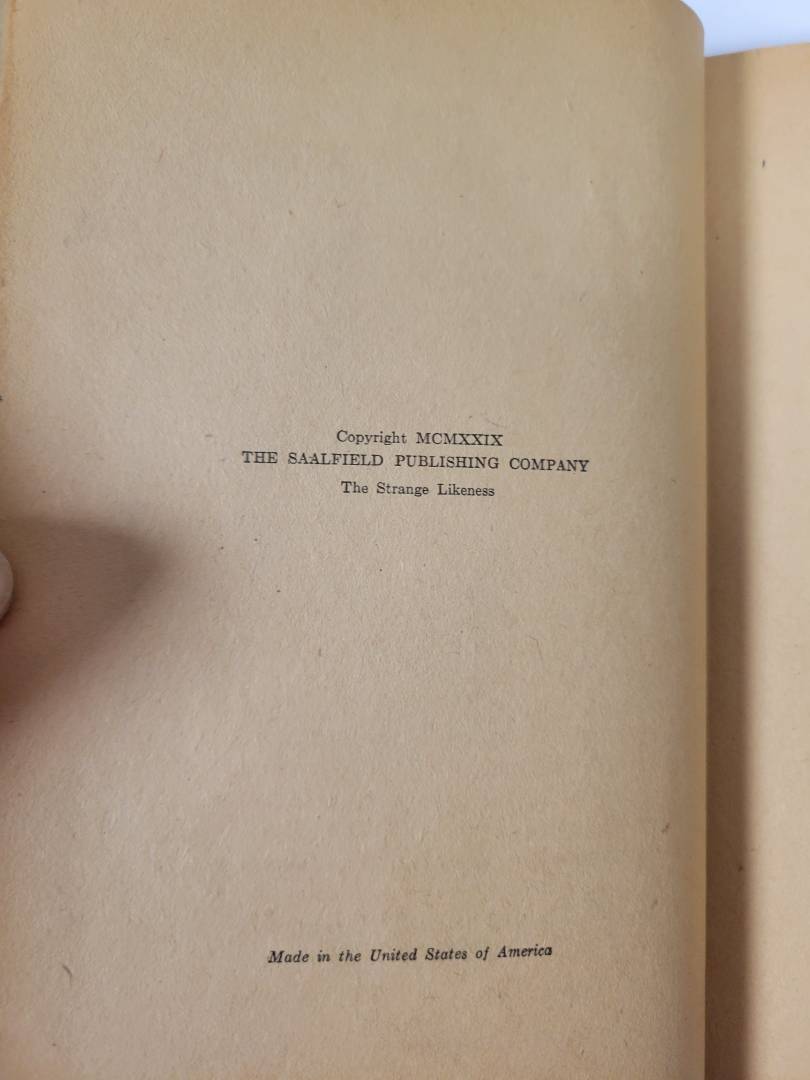 Copyright MCMXXIX
THE SAALFIELD PUBLISHING COMPANY
The Strange Likeness
Made in the United States of America